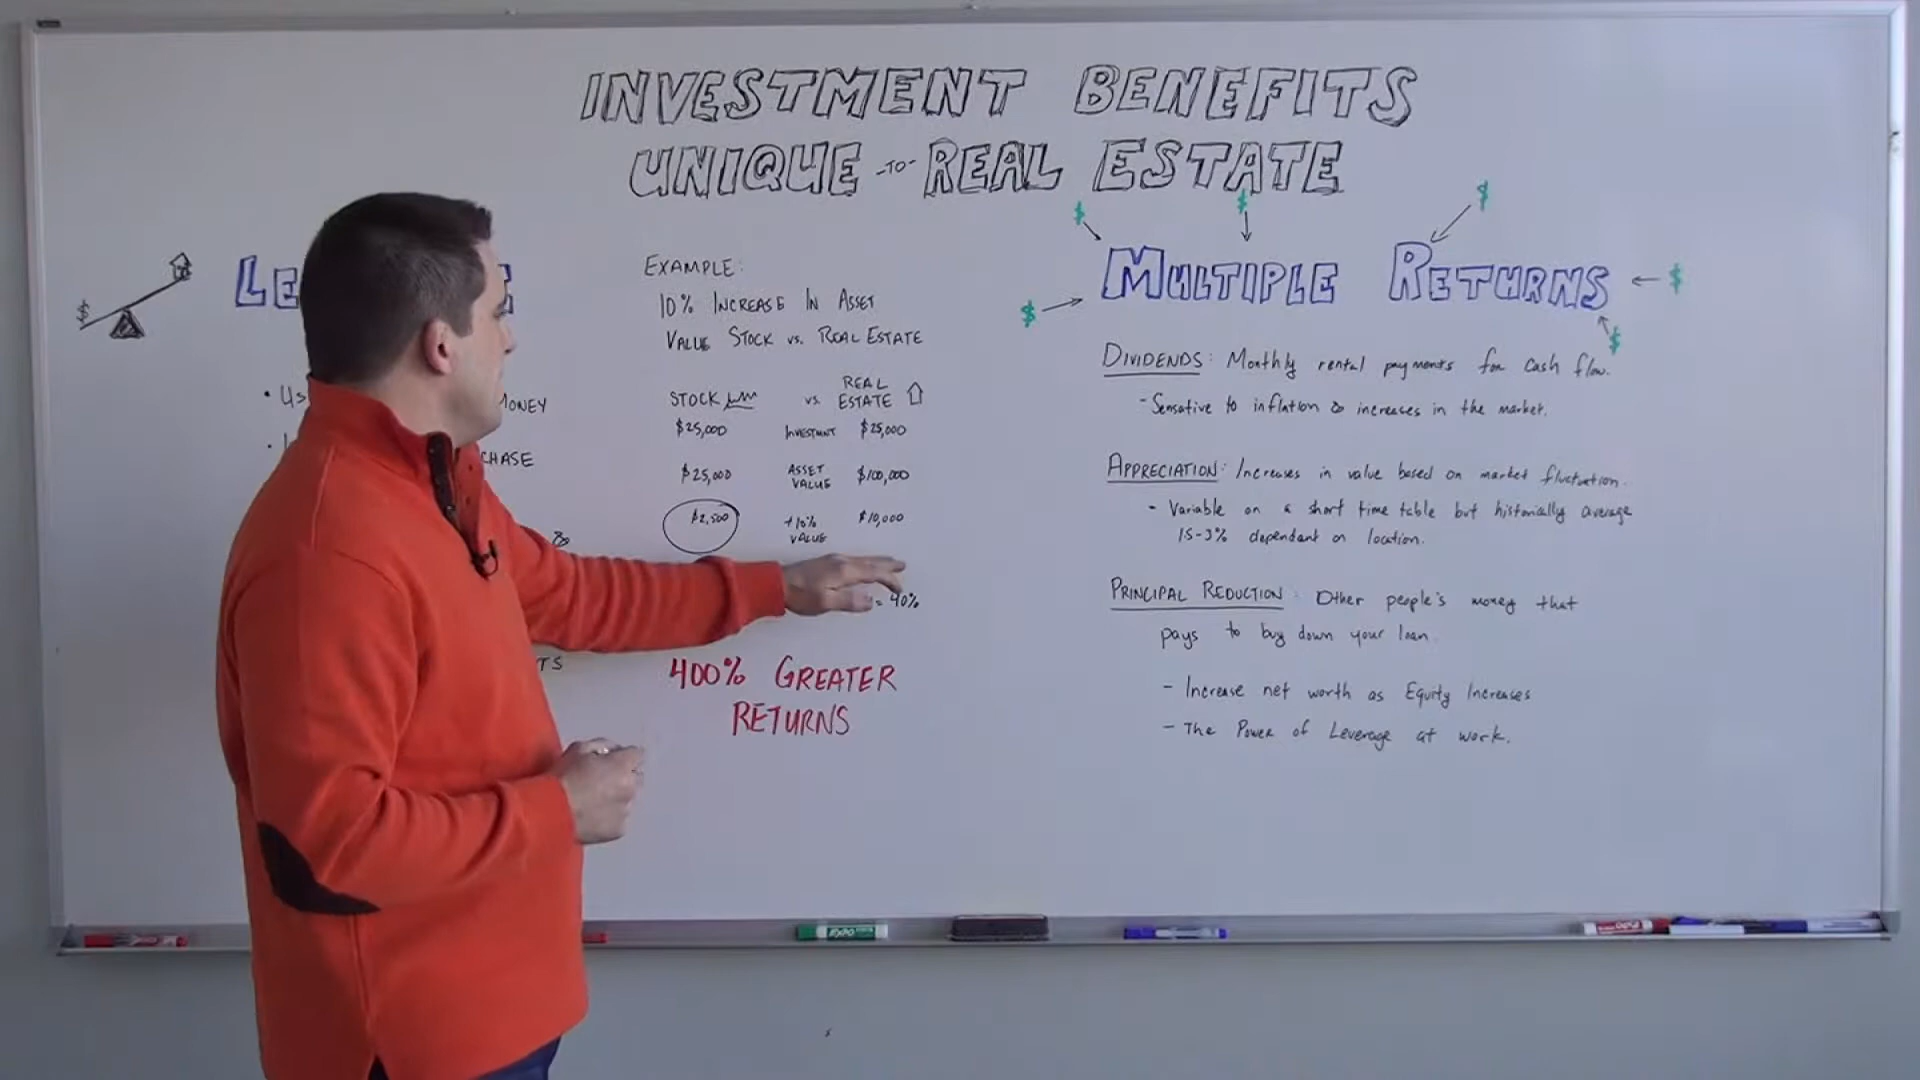 INVESTMENT BENEFITS
UNIQUE -TO- REAL ESTATE
$
MONEY
CHASE
&
TS
EXAMPLE:
10% INCREASE IN ASSET
VALUE STOCK vs. REAL ESTATE
STOCK vs. REAL ESTATE
$25,000 INVESTMNT $25,000
$25,000 ASSET VALUE $100,000
$2,500 +10% VALUE $10,000
= 40%
400% GREATER
RETURNS
$ $ $
MULTIPLE RETURNS
$ $ $
DIVIDENDS: Monthly rental payments for cash flow.
- Sensative to inflation & increases in the market.
APPRECIATION: Increases in value based on market fluctuation.
- Variable on a short time table but historically average
1.5-3% dependant on location.
PRINCIPAL REDUCTION: Other people's money that
pays to buy down your loan.
- Increase net worth as Equity Increases
- The Power of Leverage at work.
EXPO